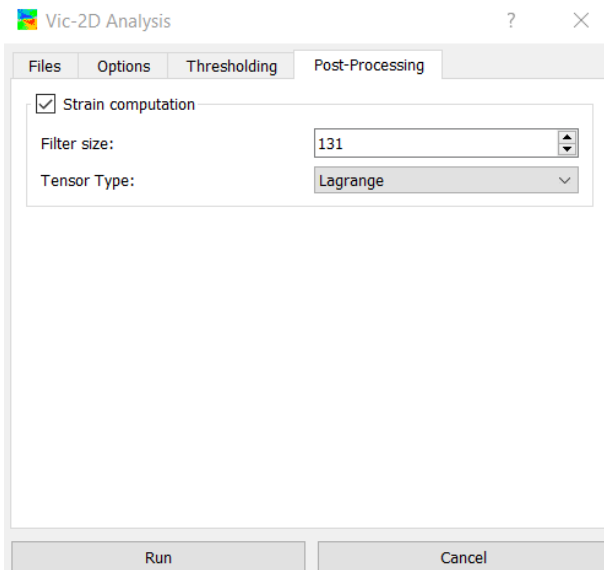 Vic-2D Analysis ?
Files Options Thresholding Post-Processing
Strain computation
Filter size: 131
Tensor Type: Lagrange
Run Cancel